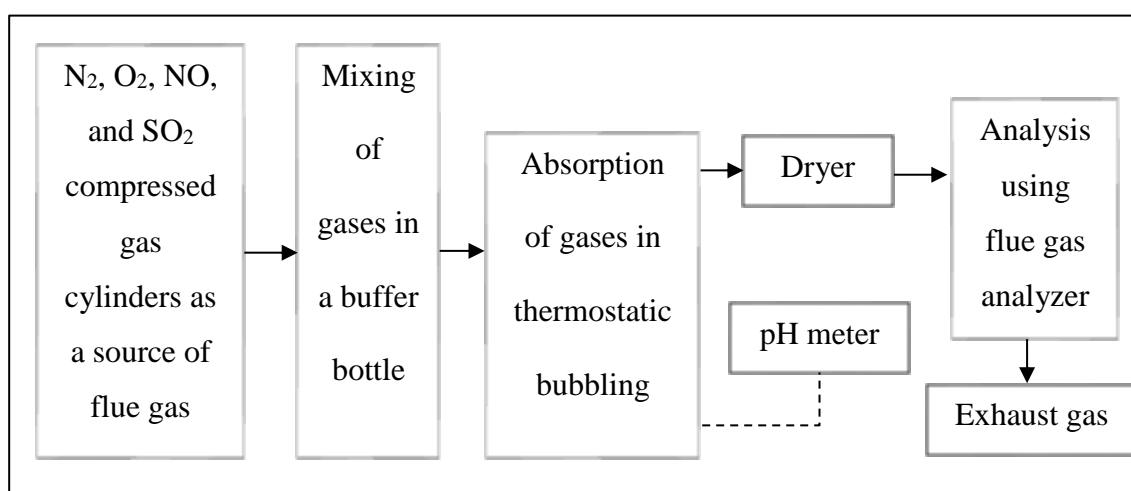 N₂, O₂, NO,
and SO₂
compressed
gas
cylinders as
a source of
flue gas
Mixing
of
gases in
a buffer
bottle
Absorption
of gases in
thermostatic
bubbling
Dryer
pH meter
Analysis
using
flue gas
analyzer
Exhaust gas